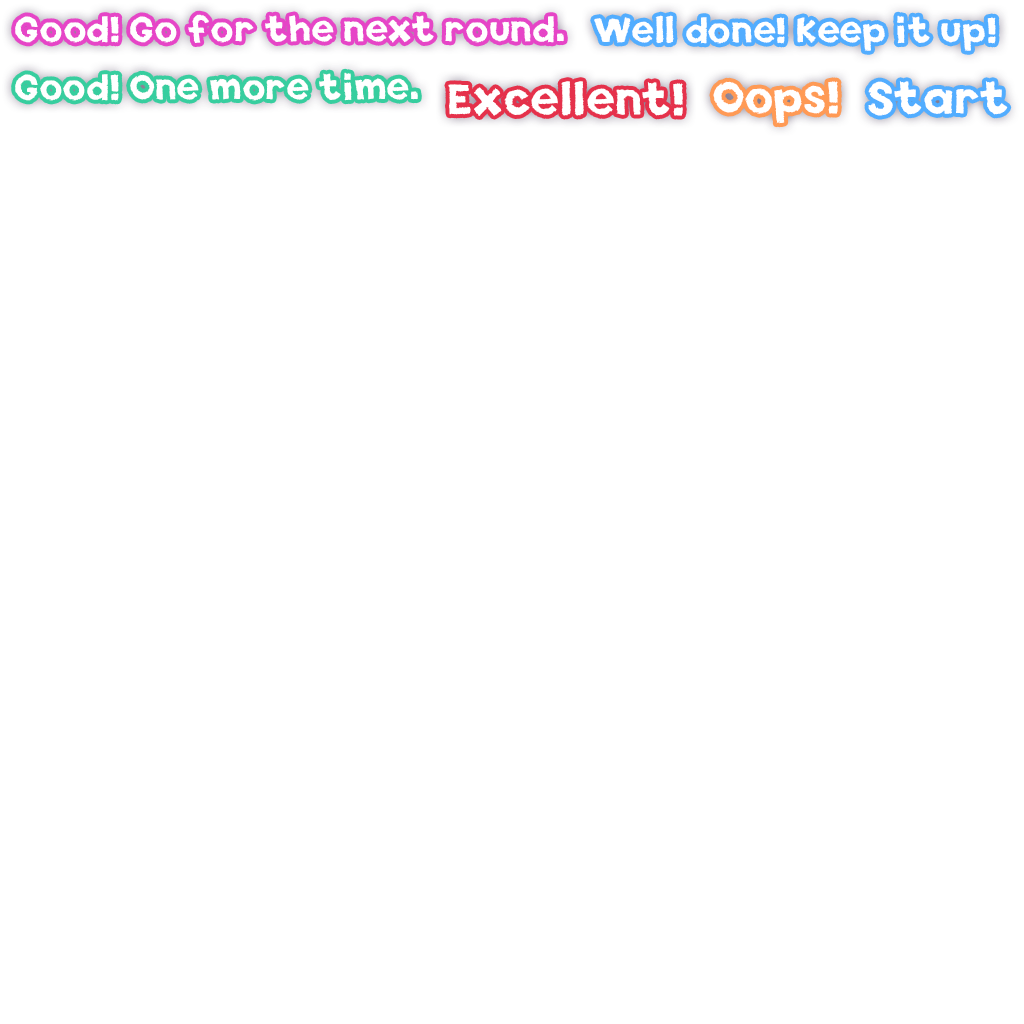 Good! Go for the next round.
Well done! Keep it up!
Good! One more time.
Excellent!
Oops!
Start